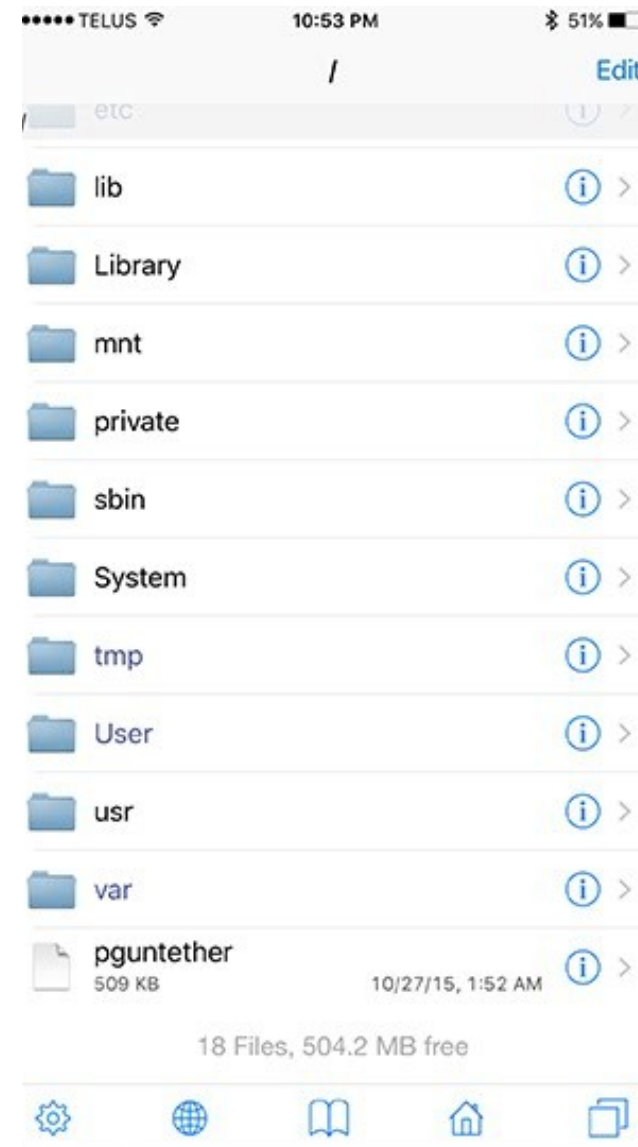 TELUS 10:53 PM 51%
/ Edit
etc
lib
Library
mnt
private
sbin
System
tmp
User
usr
var
pguntether
509 KB 10/27/15, 1:52 AM
18 Files, 504.2 MB free